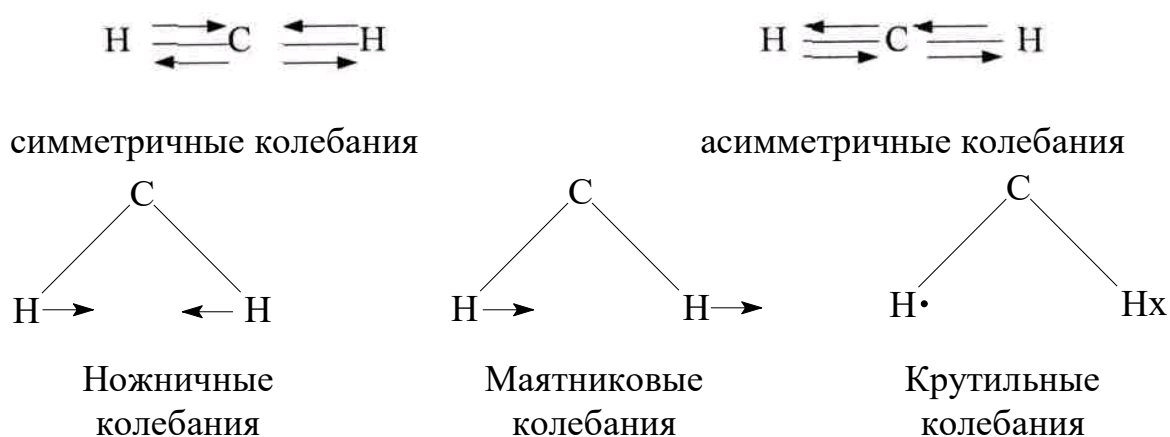 H C H H C H
симметричные колебания асимметричные колебания
C C C
H H H H H• Hx
Ножничные Маятниковые Крутильные
колебания колебания колебания